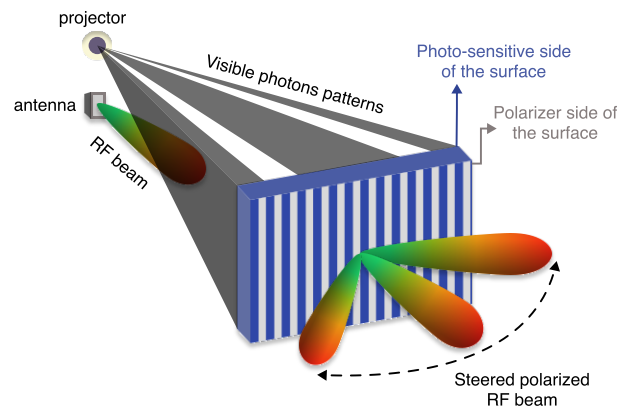 projector
Visible photons patterns
Photo-sensitive side
of the surface
antenna
Polarizer side of
the surface
RF beam
Steered polarized
RF beam